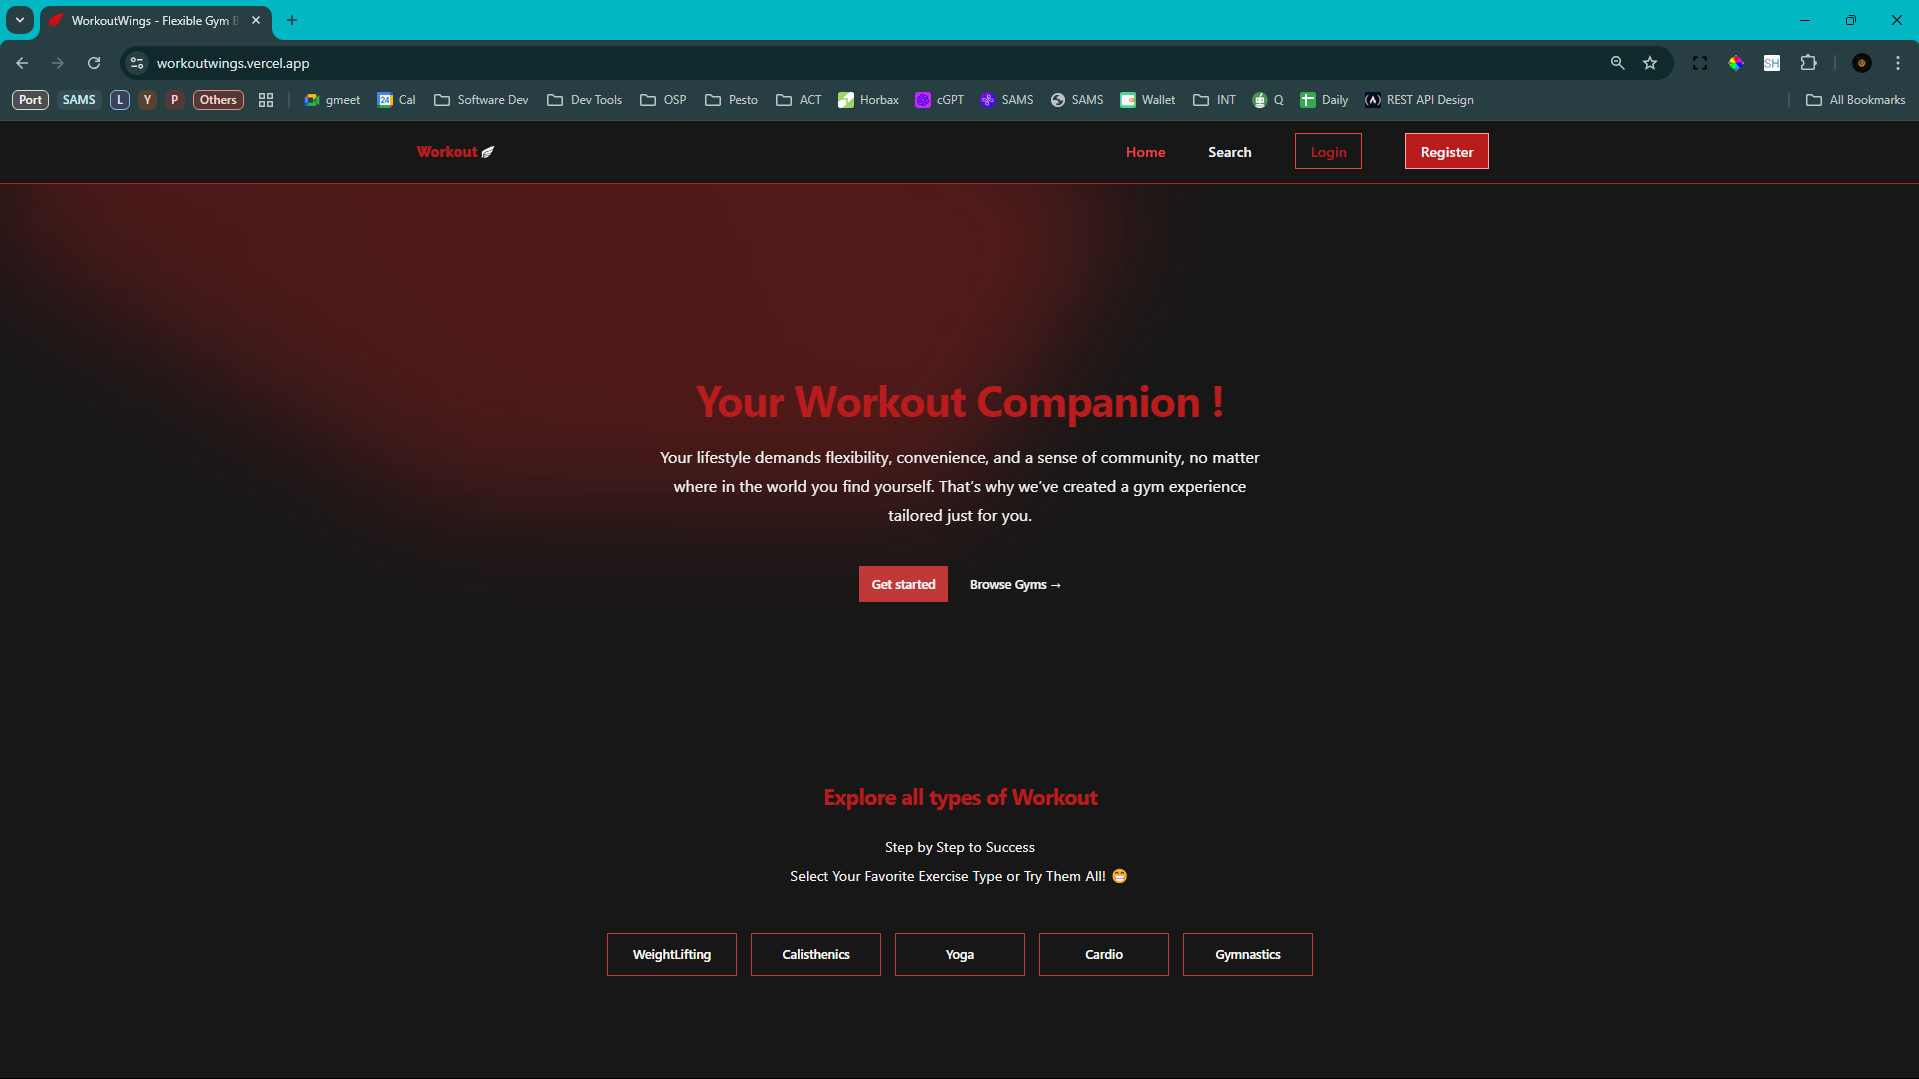 WorkoutWings - Flexible Gym B
workoutwings.vercel.app
Port SAMS L Y P Others gmeet 24 Cal Software Dev Dev Tools OSP Pesto ACT Horbax cGPT SAMS SAMS Wallet INT Q Daily REST API Design All Bookmarks
SH
Workout Home Search Login Register
Your Workout Companion !
Your lifestyle demands flexibility, convenience, and a sense of community, no matter
where in the world you find yourself. That's why we've created a gym experience
tailored just for you.
Get started Browse Gyms →
Explore all types of Workout
Step by Step to Success
Select Your Favorite Exercise Type or Try Them All! 😁
WeightLifting Calisthenics Yoga Cardio Gymnastics